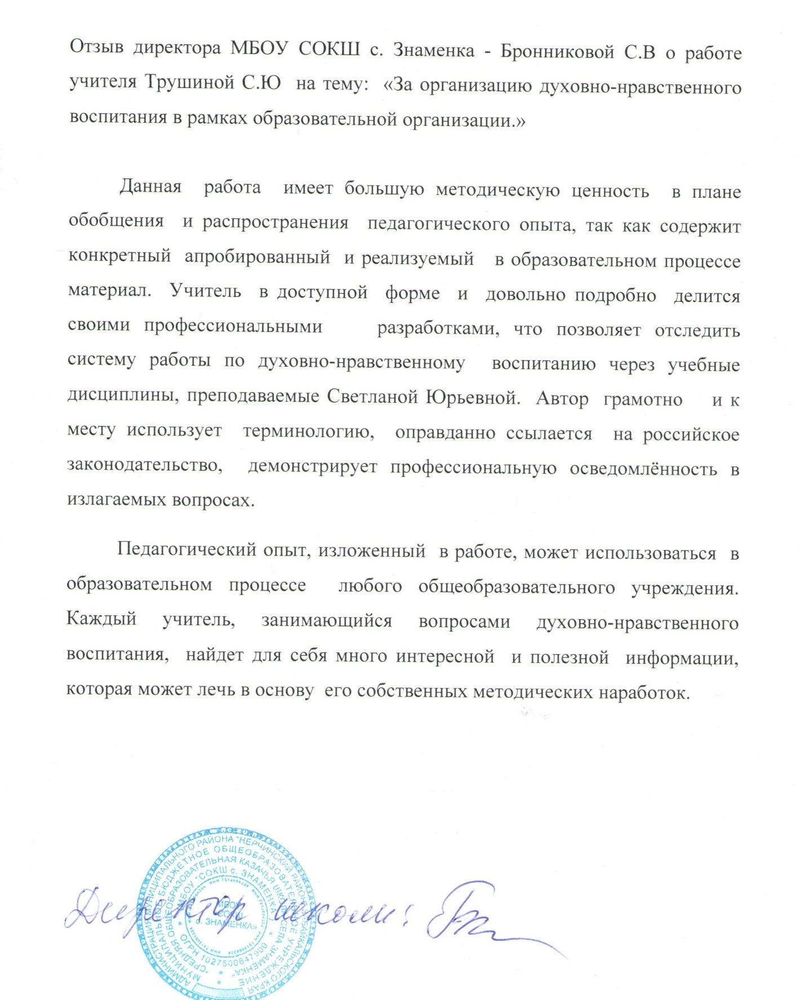 Отзыв директора МБОУ СОКШ с. Знаменка - Бронниковой С.В о работе
учителя Трушиной С.Ю на тему: «За организацию духовно-нравственного
воспитания в рамках образовательной организации.»
Данная работа имеет большую методическую ценность в плане
обобщения и распространения педагогического опыта, так как содержит
конкретный апробированный и реализуемый в образовательном процессе
материал. Учитель в доступной форме и довольно подробно делится
своими профессиональными разработками, что позволяет отследить
систему работы по духовно-нравственному воспитанию через учебные
дисциплины, преподаваемые Светланой Юрьевной. Автор грамотно и к
месту использует терминологию, оправданно ссылается на российское
законодательство, демонстрирует профессиональную осведомлённость в
излагаемых вопросах.
Педагогический опыт, изложенный в работе, может использоваться в
образовательном процессе любого общеобразовательного учреждения.
Каждый учитель, занимающийся вопросами духовно-нравственного
воспитания, найдет для себя много интересной и полезной информации,
которая может лечь в основу его собственных методических наработок.
Директор школы:
АДМИНИСТРАЦИЯ МУНИЦИПАЛЬНОГО РАЙОНА "НЕРЧИНСКИЙ РАЙОН" ЗАБАЙКАЛЬСКОГО КРАЯ
МУНИЦИПАЛЬНОЕ БЮДЖЕТНОЕ ОБЩЕОБРАЗОВАТЕЛЬНОЕ УЧРЕЖДЕНИЕ
"СРЕДНЯЯ ОБЩЕОБРАЗОВАТЕЛЬНАЯ КАЗАЧЬЯ ШКОЛА СЕЛА ЗНАМЕНКА"
МБОУ "СОКШ с. ЗНАМЕНКА"
ОГРН 1027500647900
МБОУ
СОКШ
с. ЗНАМЕНКА»